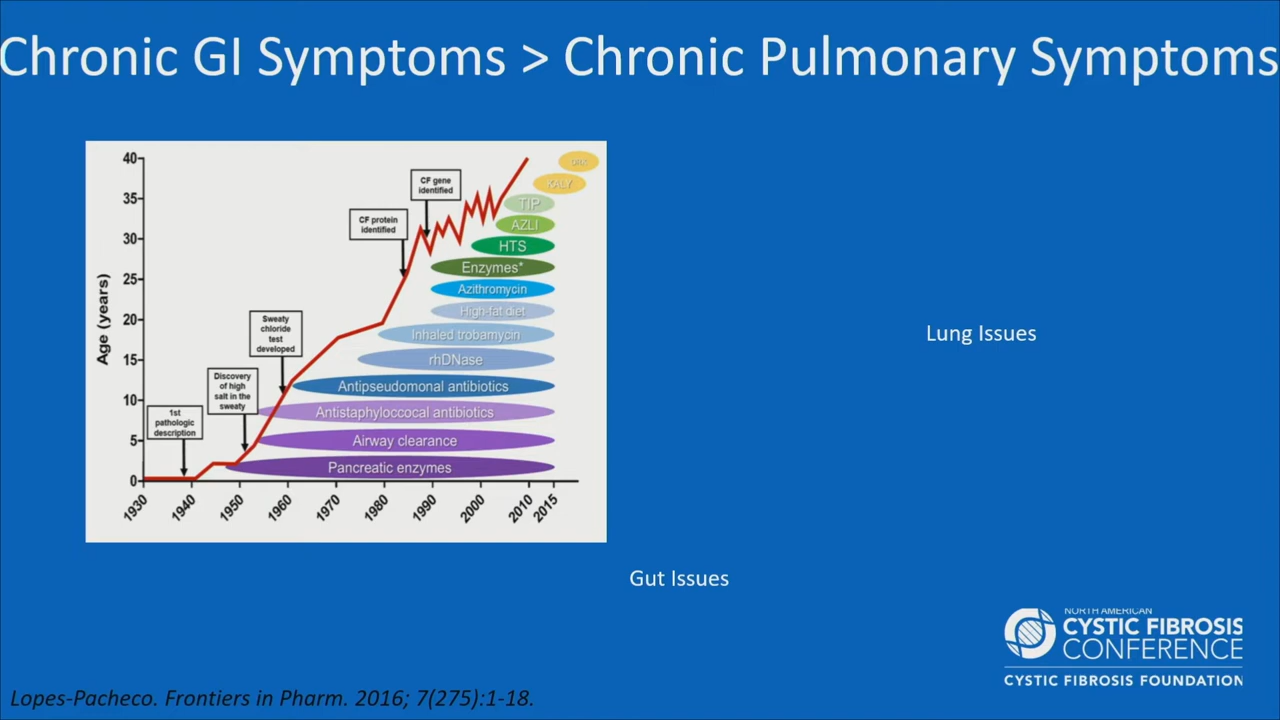 Chronic GI Symptoms > Chronic Pulmonary Symptoms
40
35
30
25
20
15
10
5
0
Age (years)
1930
1940
1950
1960
1970
1980
1990
2000
2010
2015
1st
pathologic
description
Discovery
of high
salt in the
sweaty
Sweaty
chloride
test
developed
CF protein
identified
CF gene
identified
KALY
TIP
AZLI
HTS
Enzymes*
Azithromycin
High-fat diet
Inhaled trobamycin
rhDNase
Antipseudomonal antibiotics
Antistaphyloccocal antibiotics
Airway clearance
Pancreatic enzymes
Lung Issues
Gut Issues
NORTH AMERICAN
CYSTIC FIBROSIS
CONFERENCE
CYSTIC FIBROSIS FOUNDATION
Lopes-Pacheco. Frontiers in Pharm. 2016; 7(275):1-18.